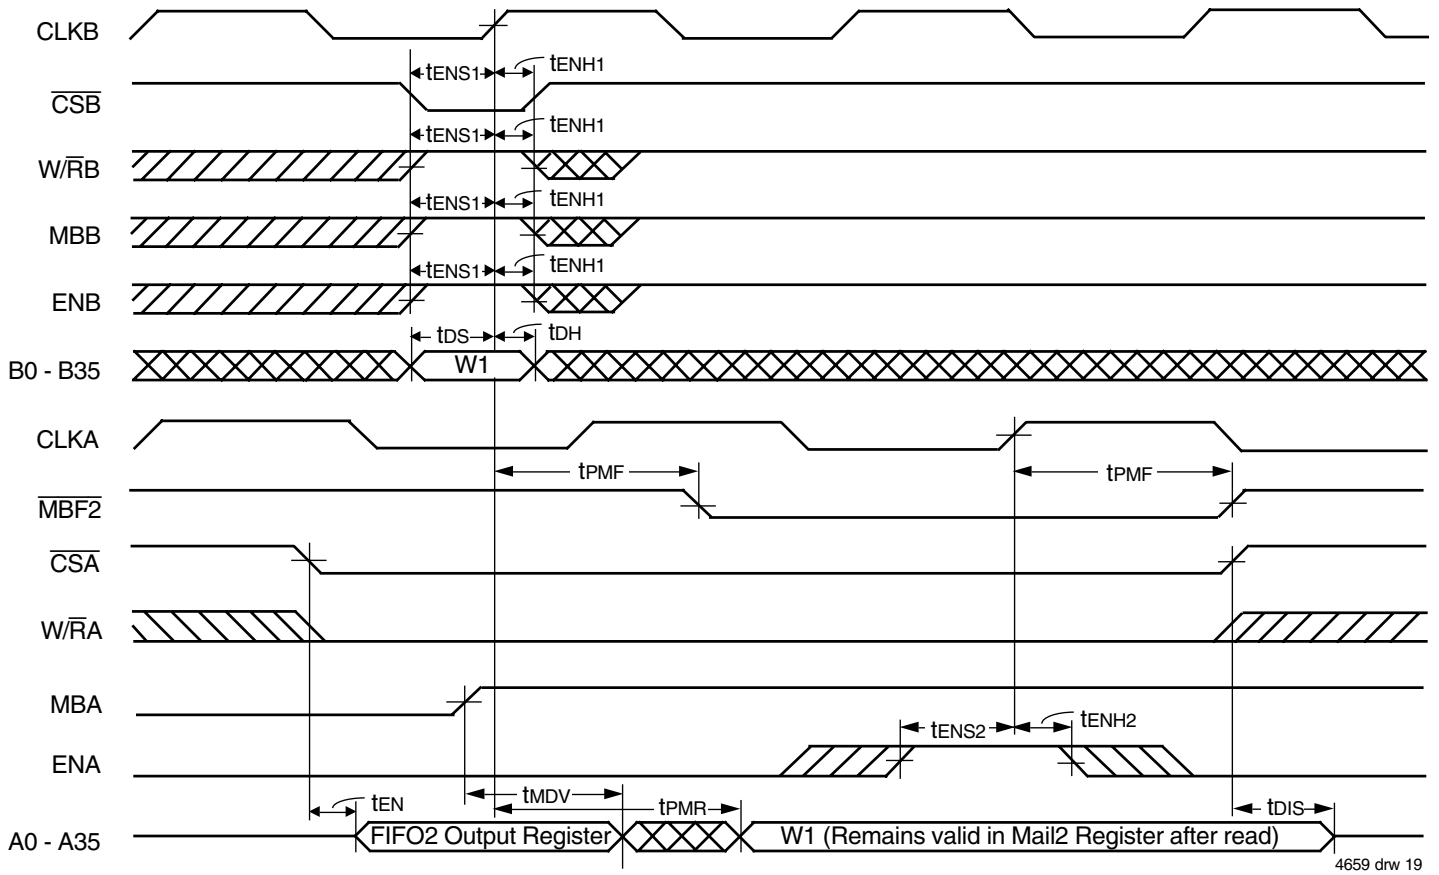 CLKB
tENS1
tENH1
CSB
tENS1
tENH1
W/RB
tENS1
tENH1
MBB
tENS1
tENH1
ENB
tDS
tDH
B0 - B35
W1
CLKA
tPMF
tPMF
MBF2
CSA
W/RA
MBA
tENS2
tENH2
ENA
tEN
tMDV
tPMR
tDIS
A0 - A35
FIFO2 Output Register
W1 (Remains valid in Mail2 Register after read)
4659 drw 19